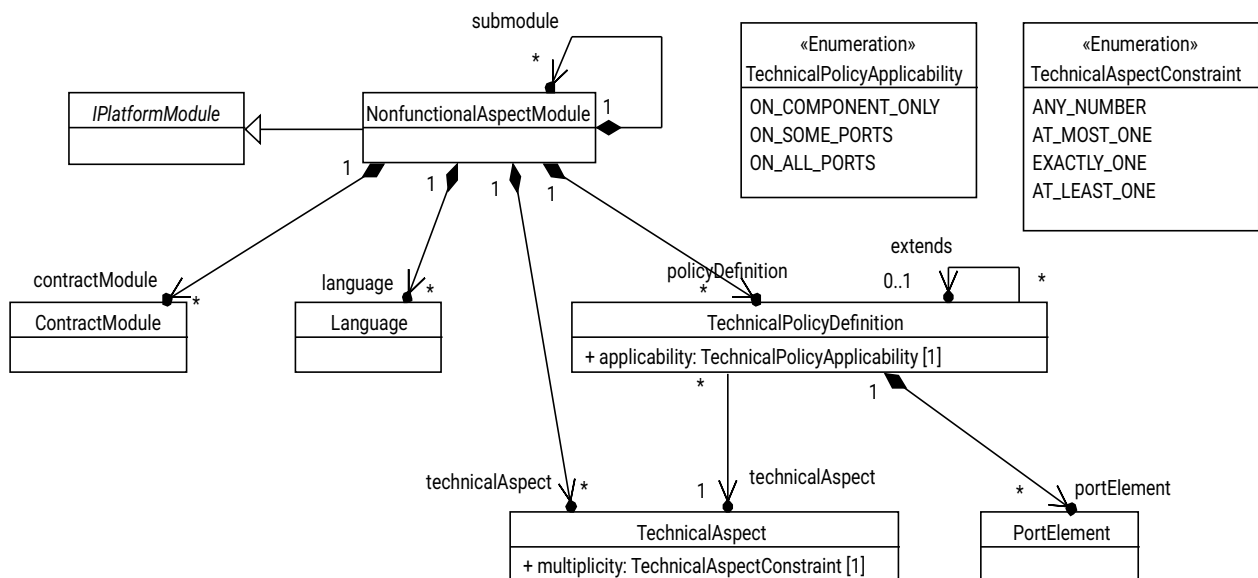 submodule
*
1
IPlatformModule
NonfunctionalAspectModule
1
1
1
1
«Enumeration»
TechnicalPolicyApplicability
ON_COMPONENT_ONLY
ON_SOME_PORTS
ON_ALL_PORTS
«Enumeration»
TechnicalAspectConstraint
ANY_NUMBER
AT_MOST_ONE
EXACTLY_ONE
AT_LEAST_ONE
contractModule
*
ContractModule
language
*
Language
policyDefinition
*
extends
0..1
*
TechnicalPolicyDefinition
+ applicability: TechnicalPolicyApplicability [1]
*
1
technicalAspect
*
1
technicalAspect
*
portElement
TechnicalAspect
+ multiplicity: TechnicalAspectConstraint [1]
PortElement